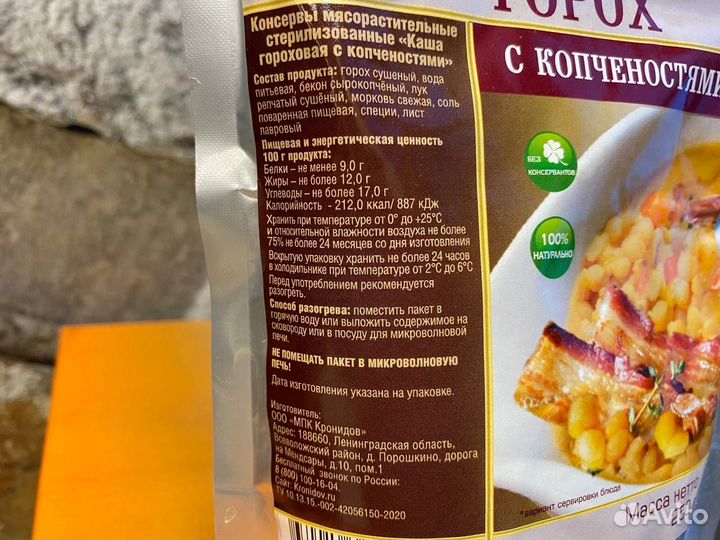 ГОРОХ
С КОПЧЕНОСТЯМИ
Консервы мясорастительные
стерилизованные «Каша
гороховая с копченостями»
Состав продукта: горох сушеный, вода
питьевая, бекон сырокопчёный, лук
репчатый сушёный, морковь свежая, соль
поваренная пищевая, специи, лист
лавровый
Пищевая и энергетическая ценность
100 г продукта:
Белки – не менее 9,0 г
Жиры – не более 12,0 г
Углеводы – не более 17,0 г
Калорийность - 212,0 ккал/ 887 кДж
Хранить при температуре от 0° до +25°C
и относительной влажности воздуха не более
75% не более 24 месяцев со дня изготовления
Вскрытую упаковку хранить не более 24 часов
в холодильнике при температуре от 2°C до 6°C
Перед употреблением рекомендуется
разогреть.
Способ разогрева: поместить пакет в
горячую воду или выложить содержимое на
сковороду или в посуду для микроволновой
печи.
НЕ ПОМЕЩАТЬ ПАКЕТ В МИКРОВОЛНОВУЮ
ПЕЧЬ!
Дата изготовления указана на упаковке.
Изготовитель:
ООО «МПК Кронидов»
Адрес: 188660, Ленинградская область,
Всеволожский район, д. Порошкино, дорога
на Мендсары, д.10, пом.1
Бесплатный звонок по России:
8 (800) 100-16-04.
Сайт: Kronidov.ru
TУ 10.13.15.-002-42056150-2020
БЕЗ
КОНСЕРВАНТОВ
100%
НАТУРАЛЬНО
*вариант сервировки блюда
Масса нетто
Avito